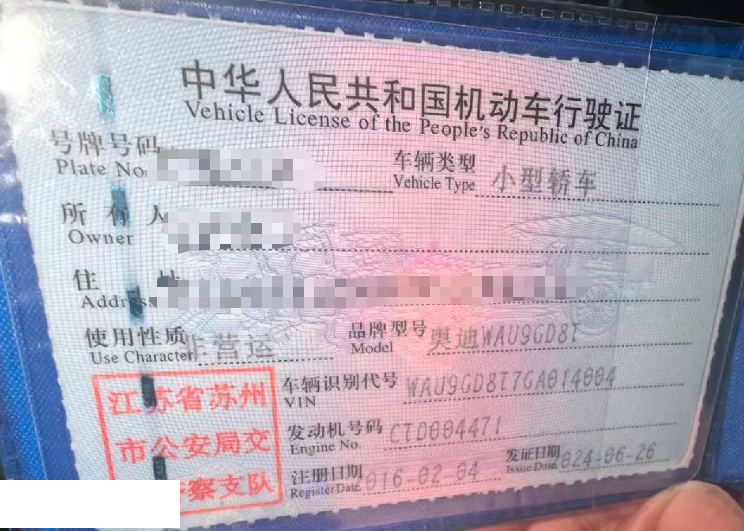 中华人民共和国机动车行驶证
Vehicle License of the People's Republic of China
号牌号码
Plate No.
车辆类型 小型轿车
Vehicle Type
所有人
Owner
住址
Address
使用性质 非营运
Use Character
品牌型号 奥迪WAU9GD8T
Model
江苏省苏州
市公安局交
警察支队
车辆识别代号 WAU9GD8T7GA014004
VIN
发动机号码 CTD004471
Engine No.
注册日期 016-02-04
Register Date
发证日期 024-06-26
Issue Date